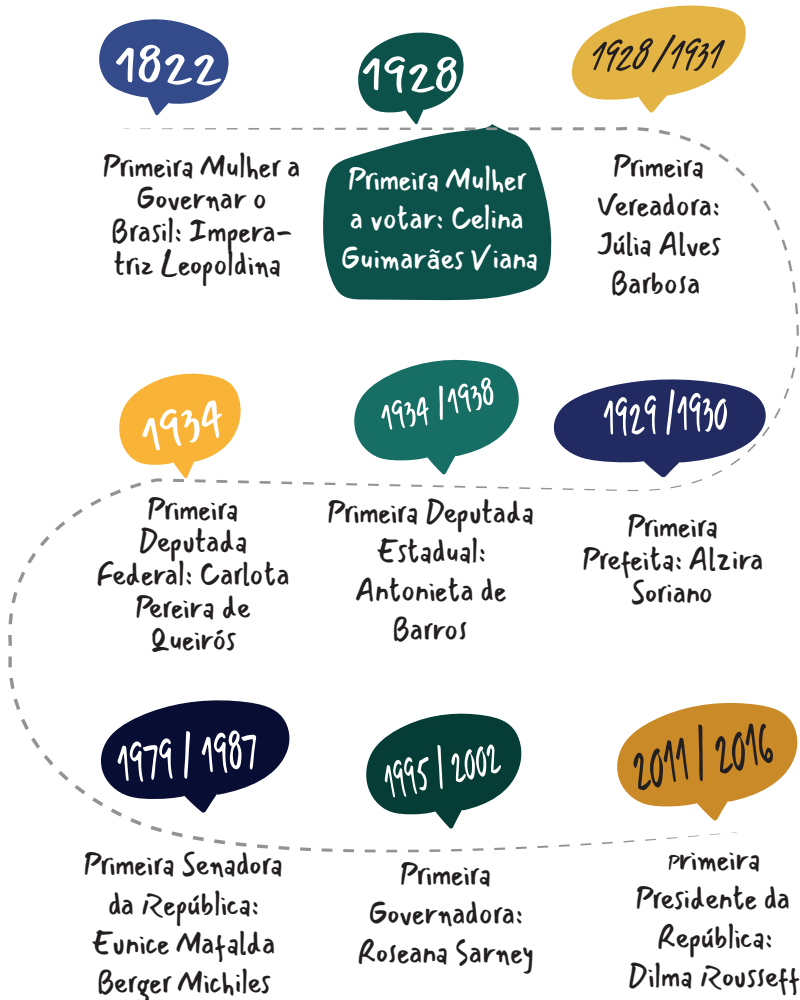 1822
Primeira Mulher a
Governar o
Brasil: Impera-
triz Leopoldina
1928
Primeira Mulher
a votar: Celina
Guimarães Viana
1928/1931
Primeira
Vereadora:
Júlia Alves
Barbosa
1929/1930
Primeira
Prefeita: Alzira
Soriano
1934/1938
Primeira Deputada
Estadual:
Antonieta de
Barros
1934
Primeira
Deputada
Federal: Carlota
Pereira de
Queirós
1979/1987
Primeira Senadora
da República:
Eunice Mafalda
Berger Michiles
1995/2002
Primeira
Governadora:
Roseana Sarney
2011/2016
Primeira
Presidente da
República:
Dilma Rousseff